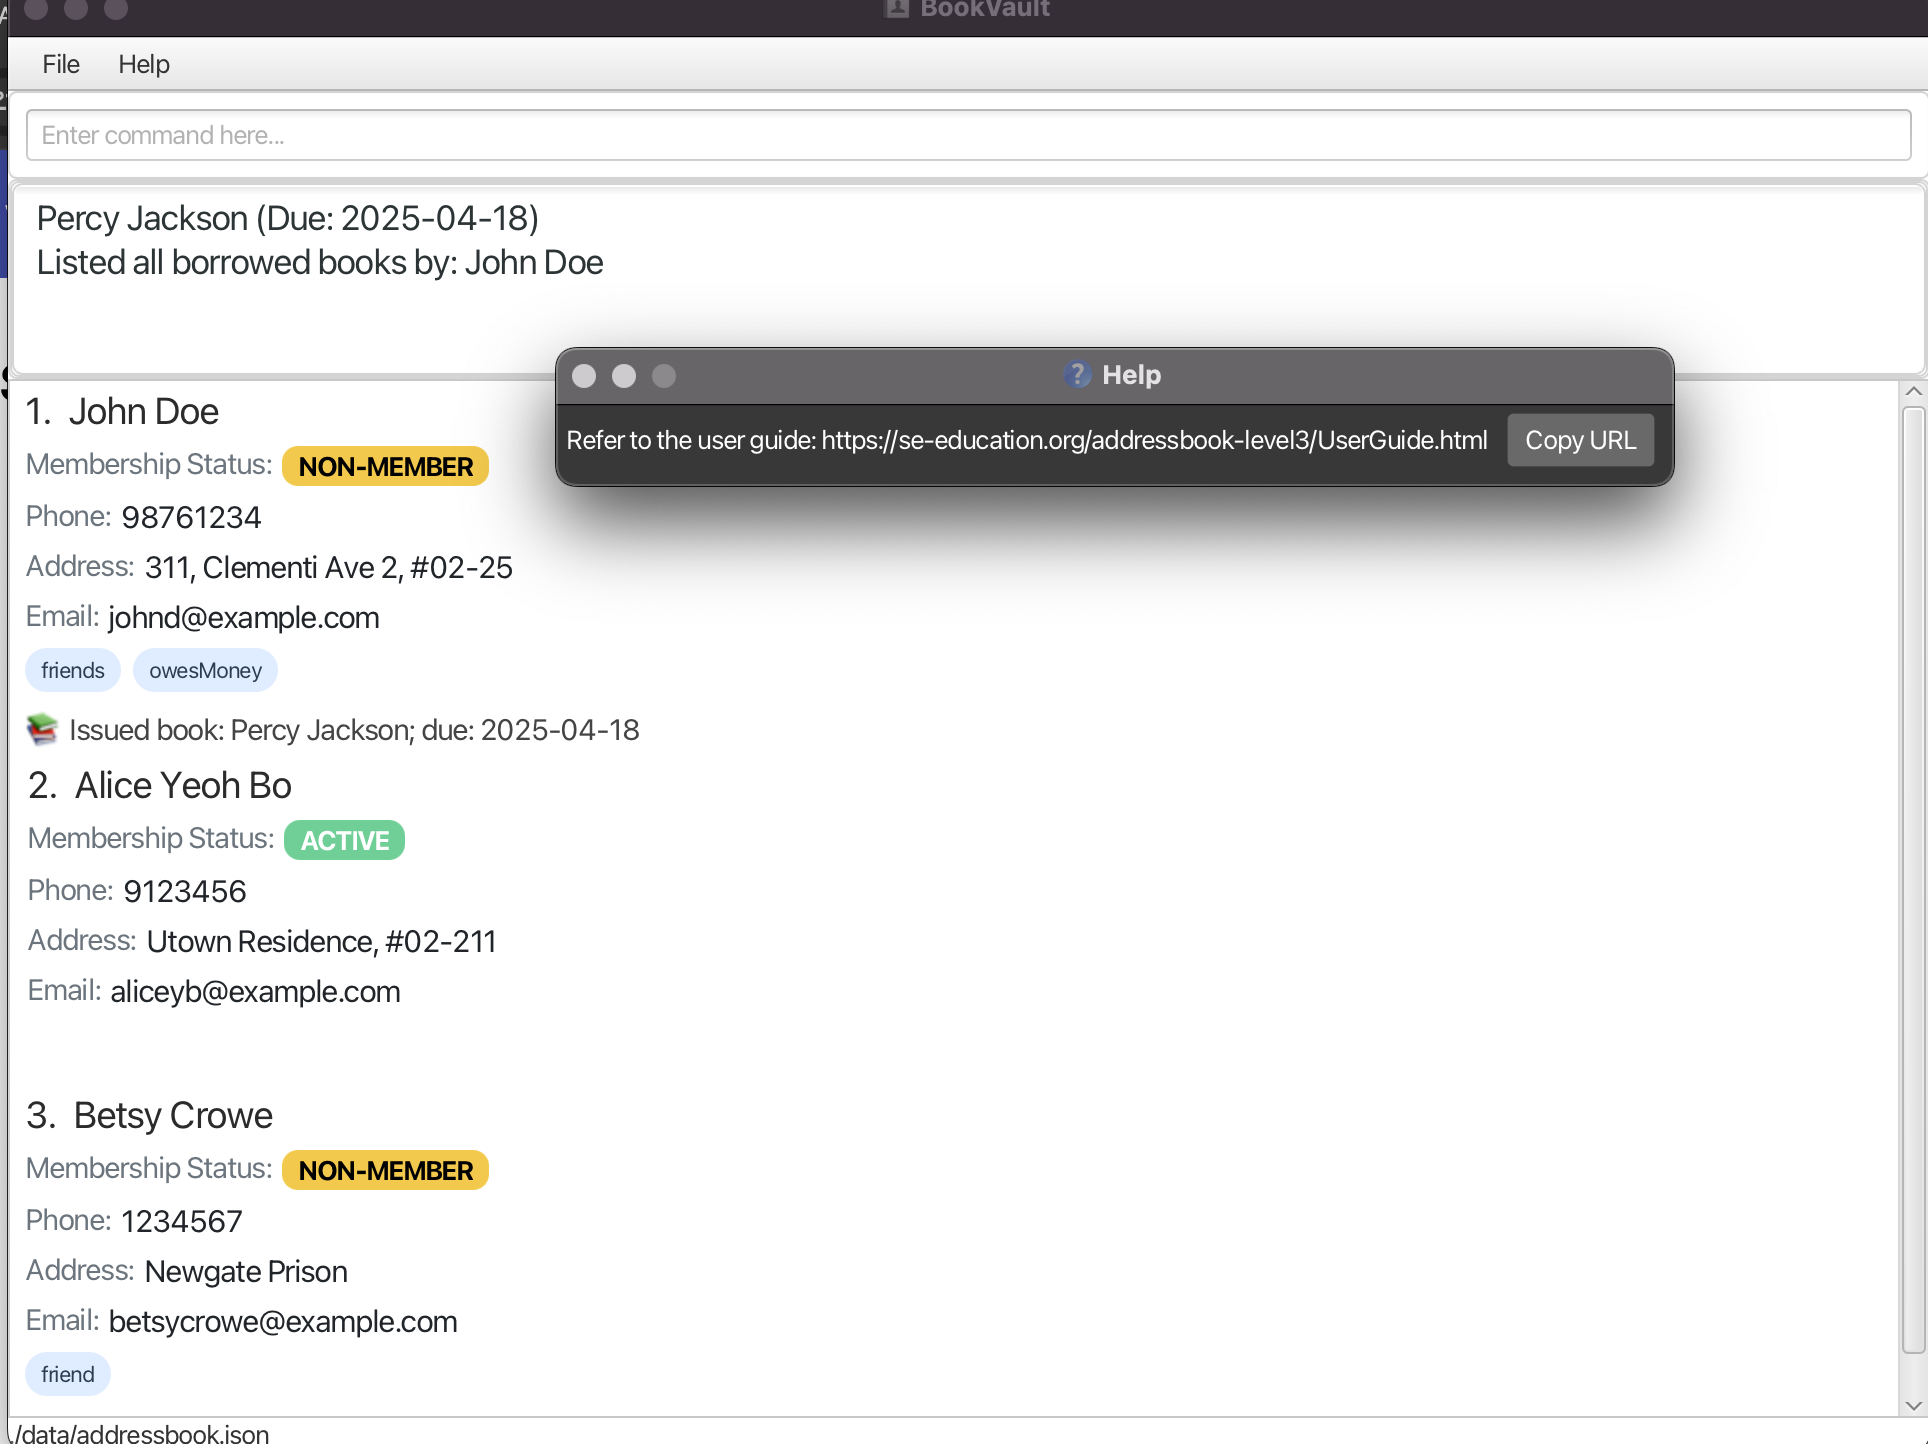 BookVault
File Help
Enter command here...
Percy Jackson (Due: 2025-04-18)
Listed all borrowed books by: John Doe
Help
Refer to the user guide: https://se-education.org/addressbook-level3/UserGuide.html Copy URL
1. John Doe
Membership Status: NON-MEMBER
Phone: 98761234
Address: 311, Clementi Ave 2, #02-25
Email: johnd@example.com
friends owesMoney
Issued book: Percy Jackson; due: 2025-04-18
2. Alice Yeoh Bo
Membership Status: ACTIVE
Phone: 9123456
Address: Utown Residence, #02-211
Email: aliceyb@example.com
3. Betsy Crowe
Membership Status: NON-MEMBER
Phone: 1234567
Address: Newgate Prison
Email: betsycrowe@example.com
friend
./data/addressbook.json